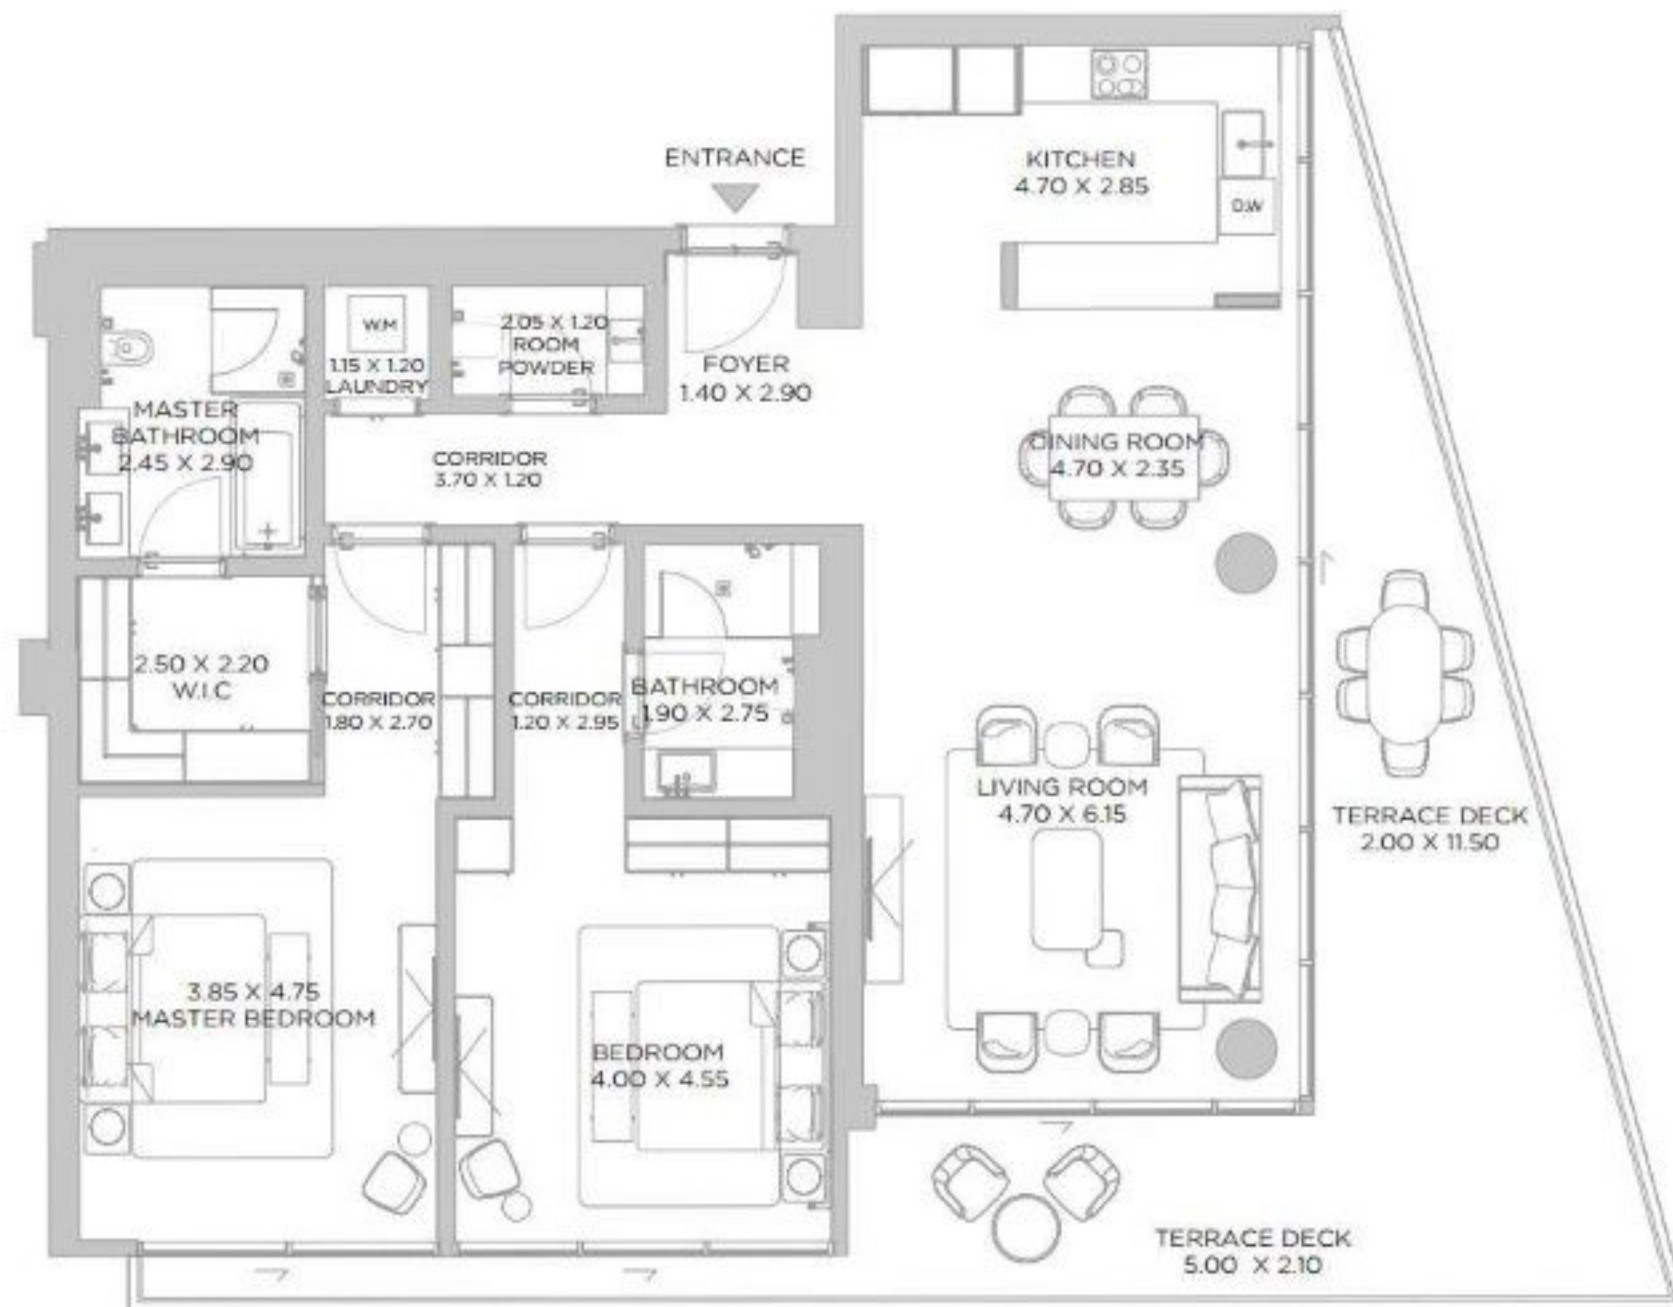 ENTRANCE
KITCHEN
4.70 X 2.85
D.W
W.M
1.15 X 1.20
LAUNDRY
2.05 X 1.20
ROOM
POWDER
FOYER
1.40 X 2.90
MASTER
BATHROOM
2.45 X 2.90
CORRIDOR
3.70 X 1.20
DINING ROOM
4.70 X 2.35
2.50 X 2.20
W.I.C
CORRIDOR
1.80 X 2.70
CORRIDOR
1.20 X 2.95
BATHROOM
1.90 X 2.75
LIVING ROOM
4.70 X 6.15
TERRACE DECK
2.00 X 11.50
3.85 X 4.75
MASTER BEDROOM
BEDROOM
4.00 X 4.55
TERRACE DECK
5.00 X 2.10